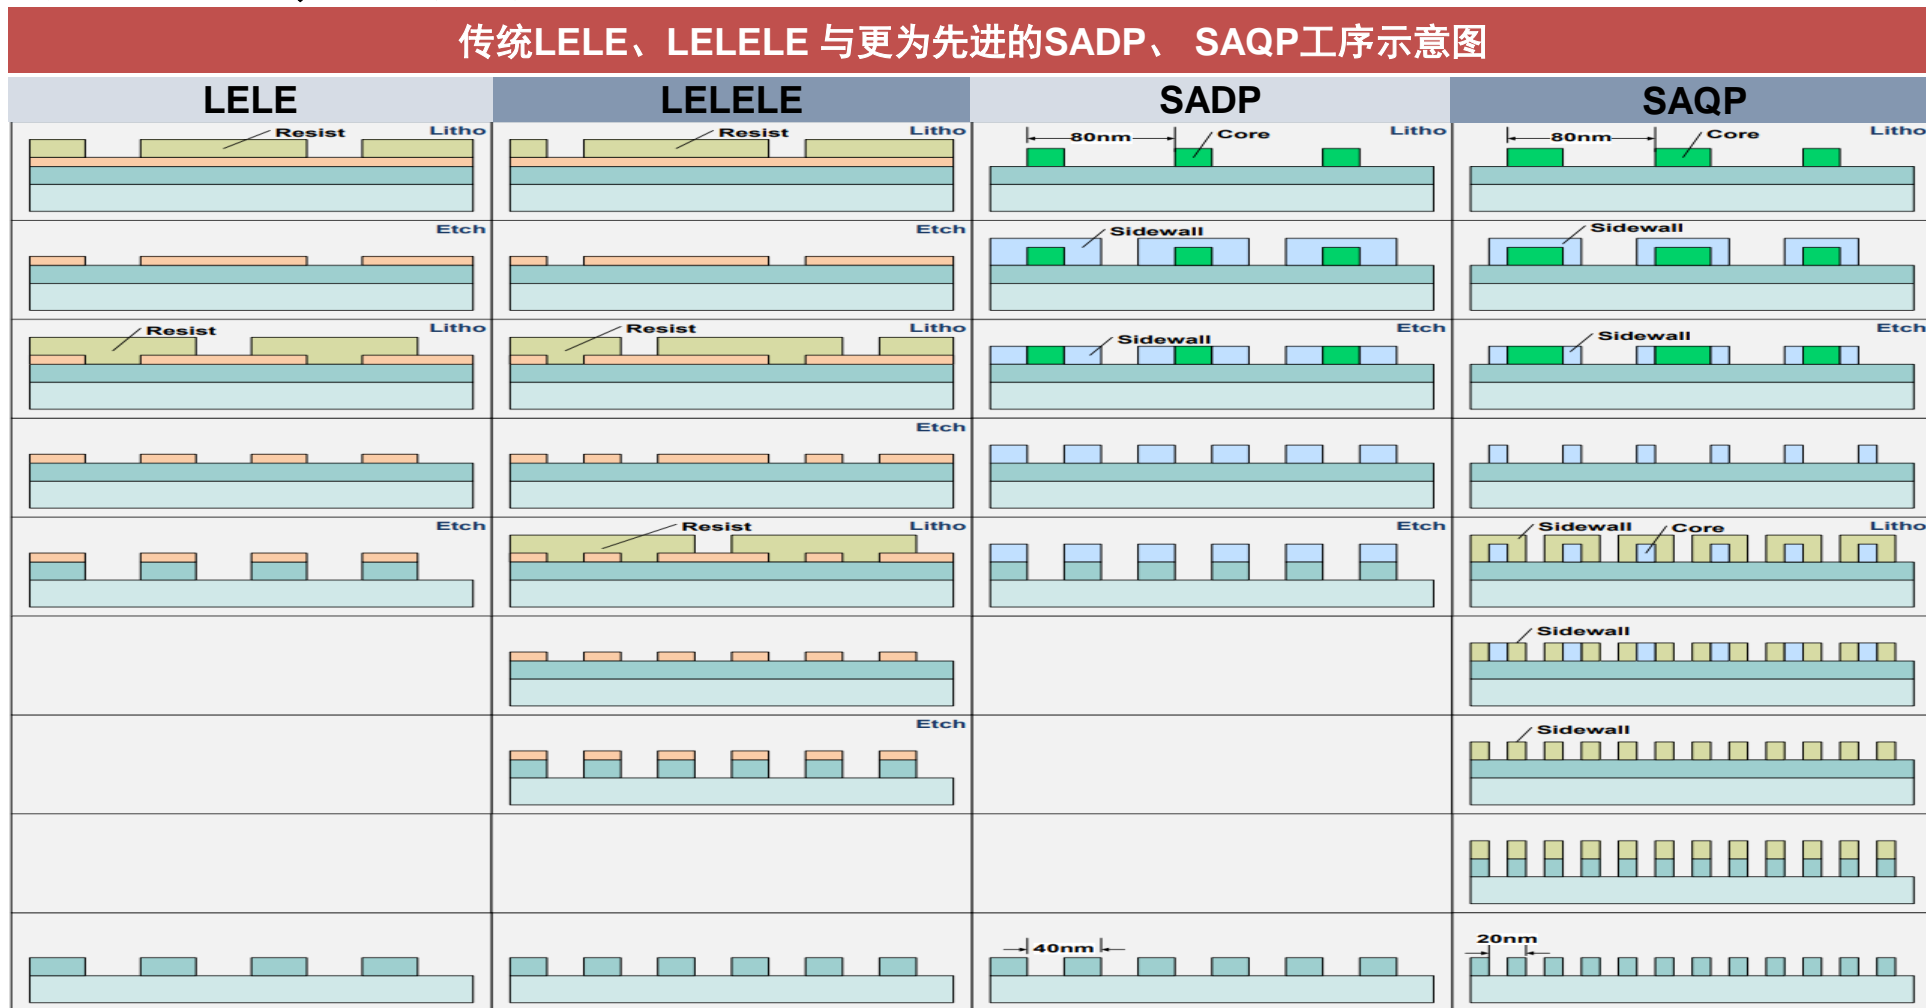 传统LELE、LELELE 与更为先进的SADP、 SAQP工序示意图
LELE LELELE SADP SAQP
Resist Litho Resist Litho 80nm Core Litho 80nm Core Litho
Etch Etch Sidewall Sidewall
Resist Litho Resist Litho Sidewall Etch Sidewall Etch
Etch
Etch Resist Litho Etch Sidewall Core Litho
Sidewall
Etch Sidewall
40nm 20nm